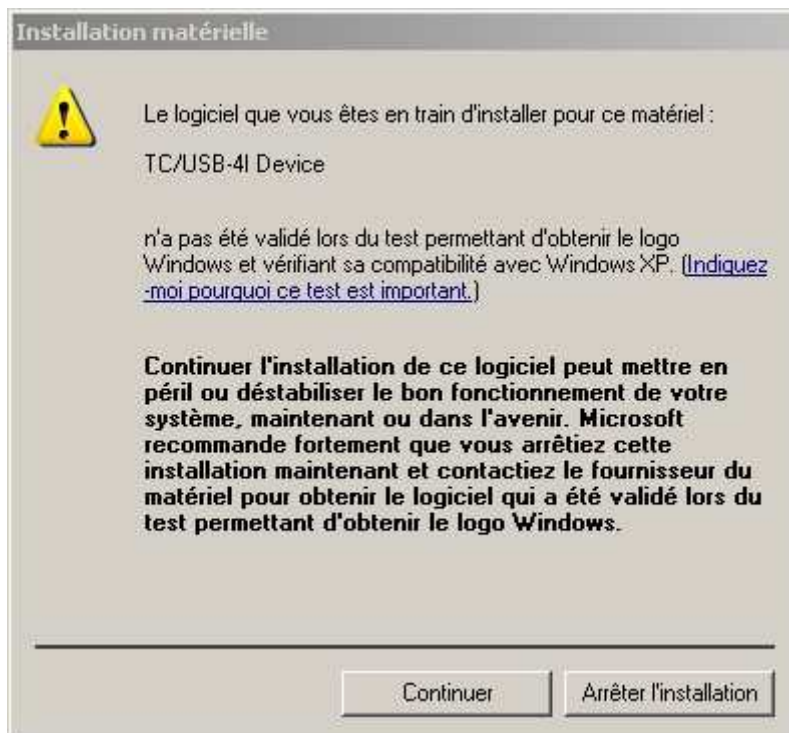 Installation matérielle
Le logiciel que vous êtes en train d'installer pour ce matériel :
TC/USB-4I Device
n'a pas été validé lors du test permettant d'obtenir le logo
Windows et vérifiant sa compatibilité avec Windows XP. (Indiquez
-moi pourquoi ce test est important.)
Continuer l'installation de ce logiciel peut mettre en
péril ou déstabiliser le bon fonctionnement de votre
système, maintenant ou dans l'avenir. Microsoft
recommande fortement que vous arrêtiez cette
installation maintenant et contactiez le fournisseur du
matériel pour obtenir le logiciel qui a été validé lors du
test permettant d'obtenir le logo Windows.
Continuer
Arrêter l'installation